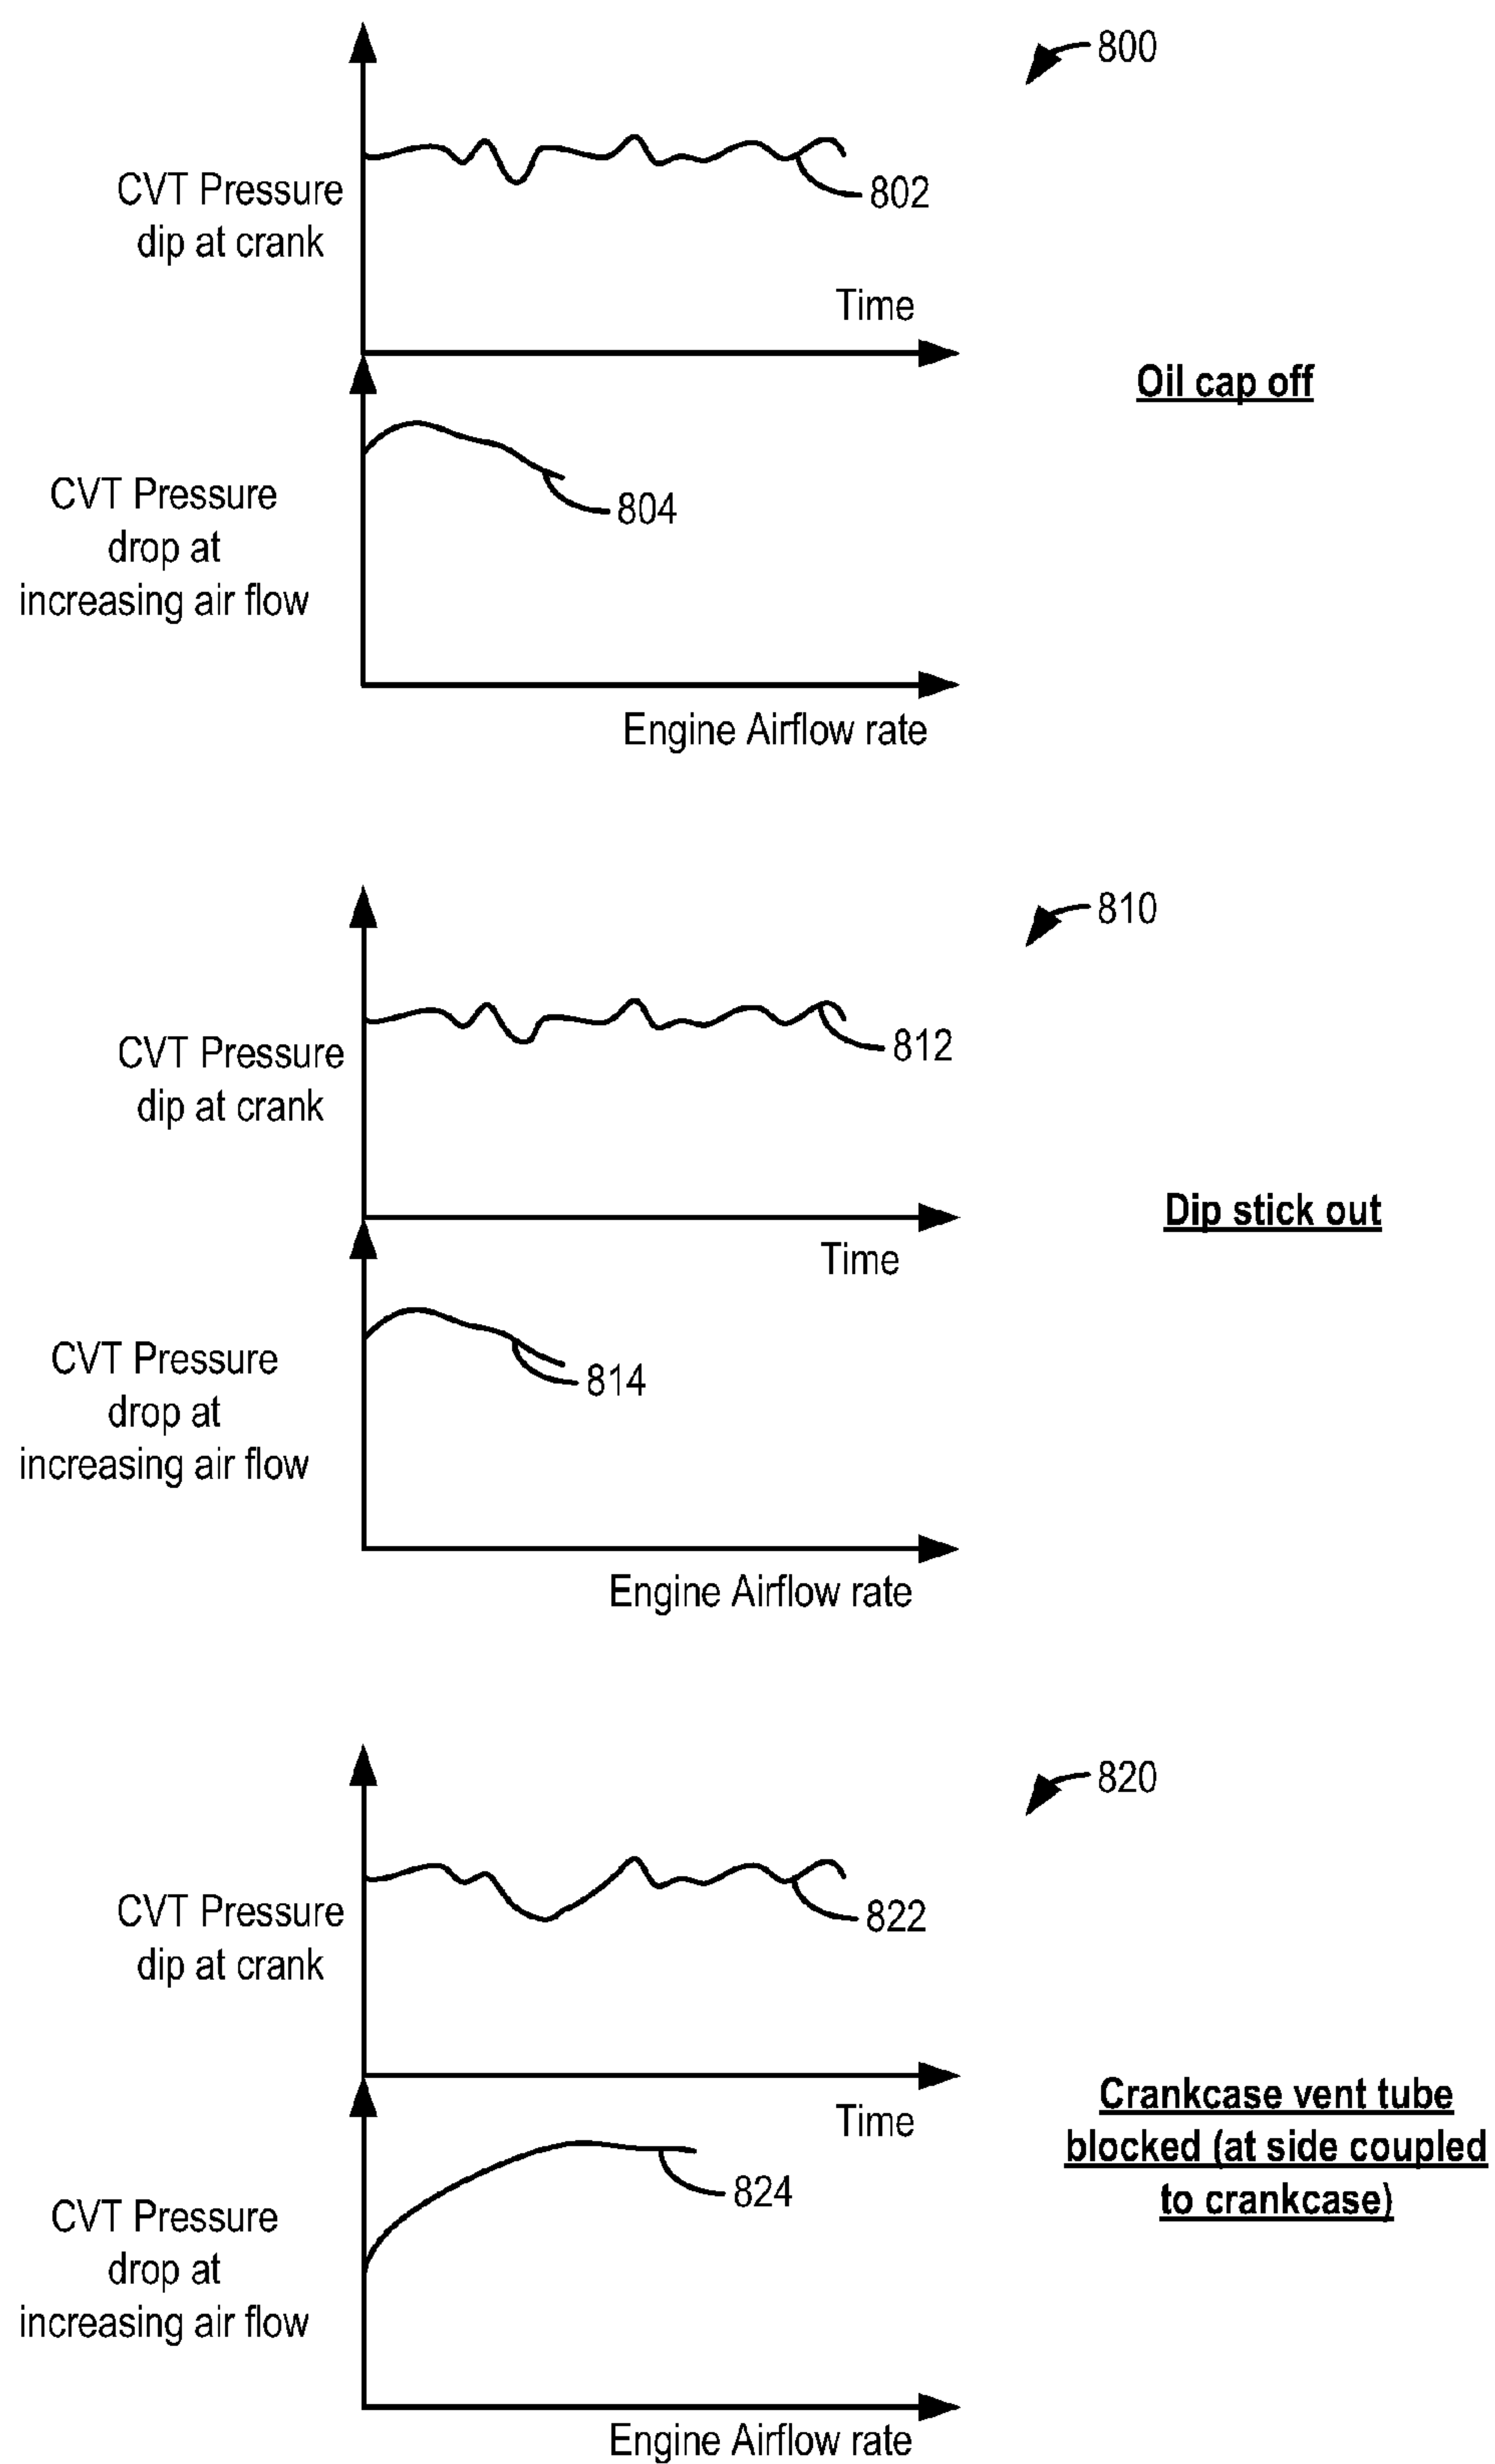 800
CVT Pressure
dip at crank
802
Time
Oil cap off
CVT Pressure
drop at
increasing air flow
804
Engine Airflow rate
810
CVT Pressure
dip at crank
812
Time
Dip stick out
CVT Pressure
drop at
increasing air flow
814
Engine Airflow rate
820
CVT Pressure
dip at crank
822
Time
Crankcase vent tube
blocked (at side coupled
to crankcase)
CVT Pressure
drop at
increasing air flow
824
Engine Airflow rate